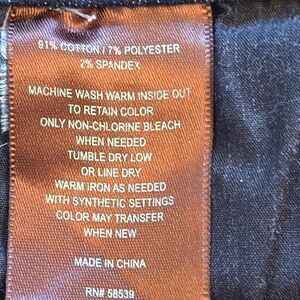 91% COTTON / 7% POLYESTER
2% SPANDEX
MACHINE WASH WARM INSIDE OUT
TO RETAIN COLOR
ONLY NON-CHLORINE BLEACH
WHEN NEEDED
TUMBLE DRY LOW
OR LINE DRY
WARM IRON AS NEEDED
WITH SYNTHETIC SETTINGS
COLOR MAY TRANSFER
WHEN NEW
MADE IN CHINA
RN# 58539